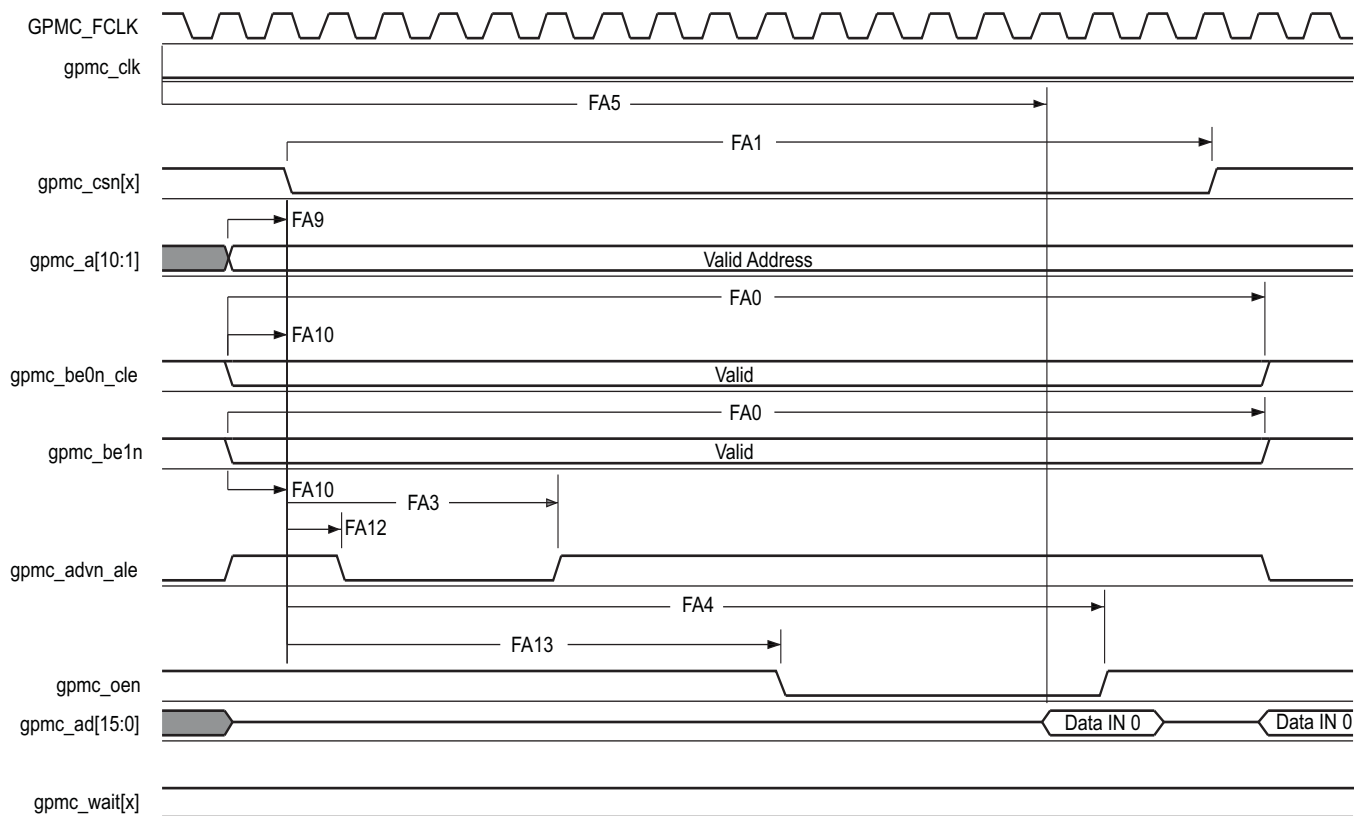 GPMC_FCLK
gpmc_clk
FA5
FA1
gpmc_csn[x]
FA9
gpmc_a[10:1]
Valid Address
FA0
FA10
gpmc_be0n_cle
Valid
FA0
gpmc_be1n
Valid
FA10
FA3
FA12
gpmc_advn_ale
FA4
FA13
gpmc_oen
gpmc_ad[15:0]
Data IN 0
Data IN 0
gpmc_wait[x]